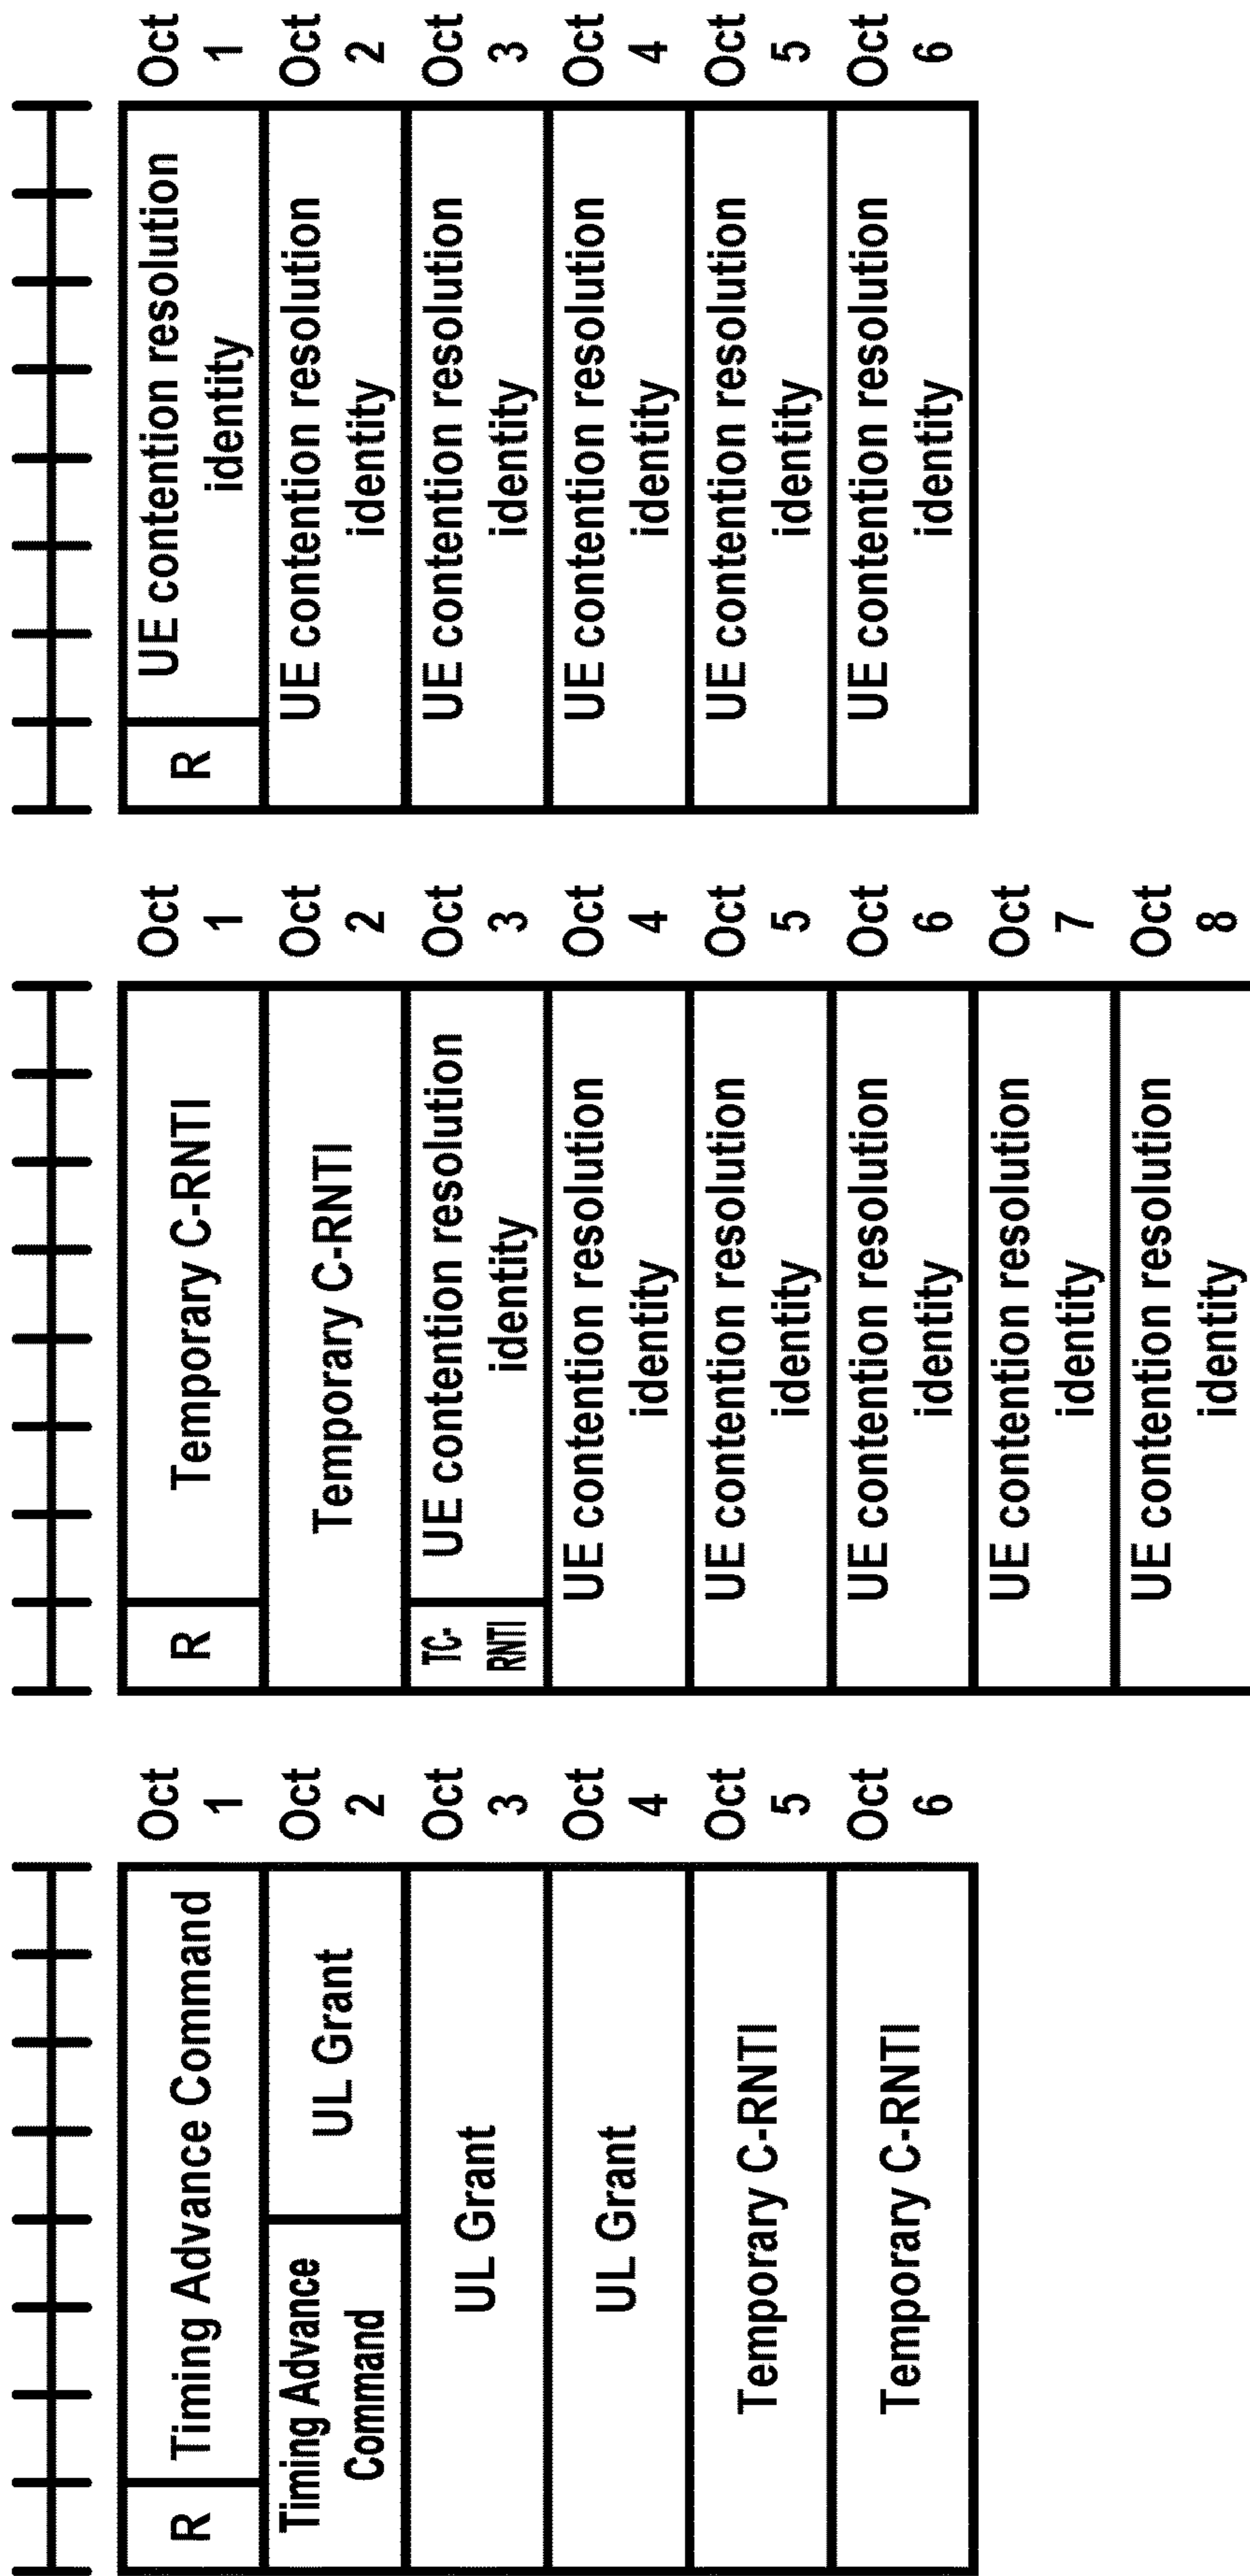 R
Timing Advance Command
Oct
1
Timing Advance
Command
UL Grant
Oct
2
UL Grant
Oct
3
UL Grant
Oct
4
Temporary C-RNTI
Oct
5
Temporary C-RNTI
Oct
6
R
Temporary C-RNTI
Oct
1
Temporary C-RNTI
Oct
2
TC-
RNTI
UE contention resolution
identity
Oct
3
UE contention resolution
identity
Oct
4
UE contention resolution
identity
Oct
5
UE contention resolution
identity
Oct
6
UE contention resolution
identity
Oct
7
UE contention resolution
identity
Oct
8
R
UE contention resolution
identity
Oct
1
UE contention resolution
identity
Oct
2
UE contention resolution
identity
Oct
3
UE contention resolution
identity
Oct
4
UE contention resolution
identity
Oct
5
UE contention resolution
identity
Oct
6